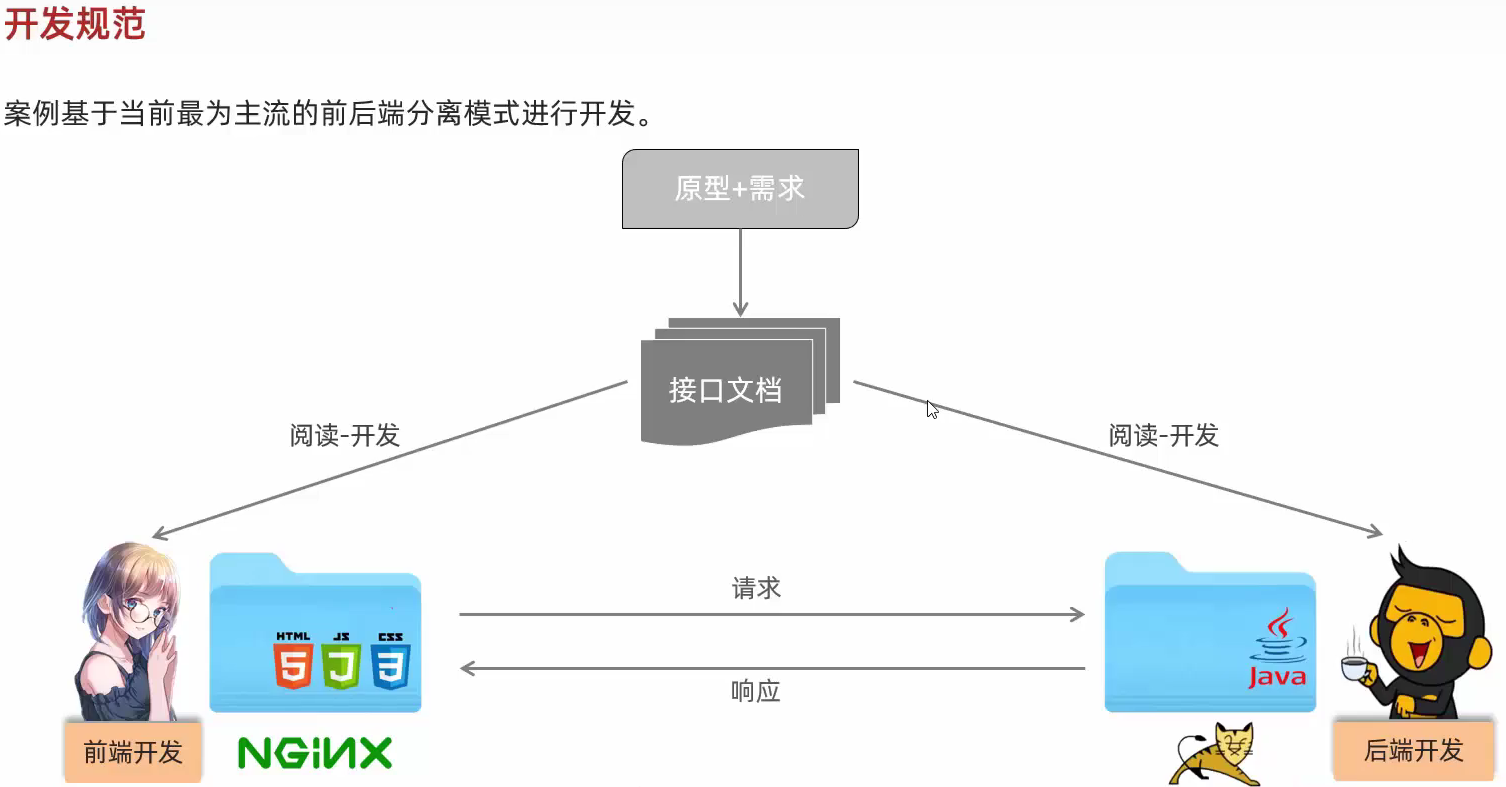 开发规范
案例基于当前最为主流的前后端分离模式进行开发。
原型+需求
接口文档
阅读-开发
阅读-开发
请求
响应
HTML
JS
CSS
5
3
Java
前端开发
NGiNX
后端开发